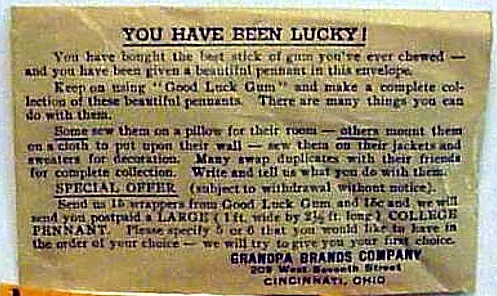 YOU HAVE BEEN LUCKY!
You have bought the best stick of gum you've ever chewed —
and you have been given a beautiful pennant in this envelope.
Keep on using "Good Luck Gum" and make a complete col-
lection of these beautiful pennants. There are many things you can
do with them.
Some sew them on a pillow for their room — others mount them
on a cloth to put upon their wall — sew them on their jackets and
sweaters for decoration. Many swap duplicates with their friends
for complete collection. Write and tell us what you do with them.
SPECIAL OFFER (subject to withdrawal without notice).
Send us 15 wrappers from Good Luck Gum and 15c and we will
send you postpaid a LARGE (1 ft. wide by 2½ ft. long) COLLEGE
PENNANT. Please specify 5 or 6 that you would like to have in
the order of your choice — we will try to give you your first choice.
GRANDPA BRANDS COMPANY
209 West Seventh Street
CINCINNATI, OHIO